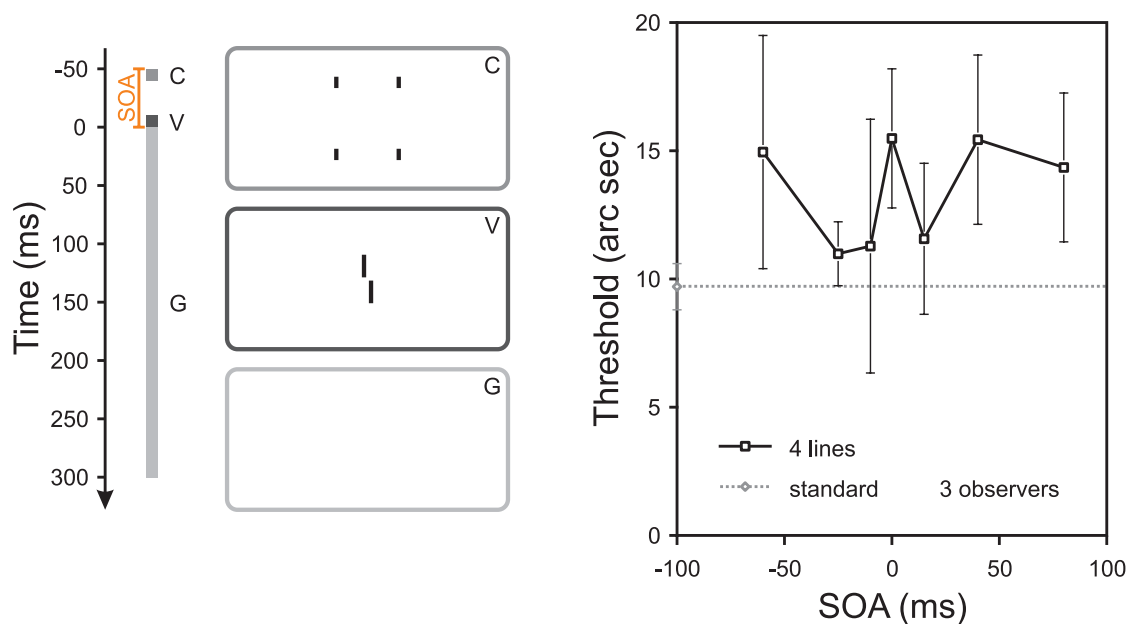 Time (ms)
-50
0
50
100
150
200
250
300
SOA
C
V
G
C
V
G
Threshold (arc sec)
20
15
10
5
0
4 lines
standard
3 observers
-100
-50
0
50
100
SOA (ms)